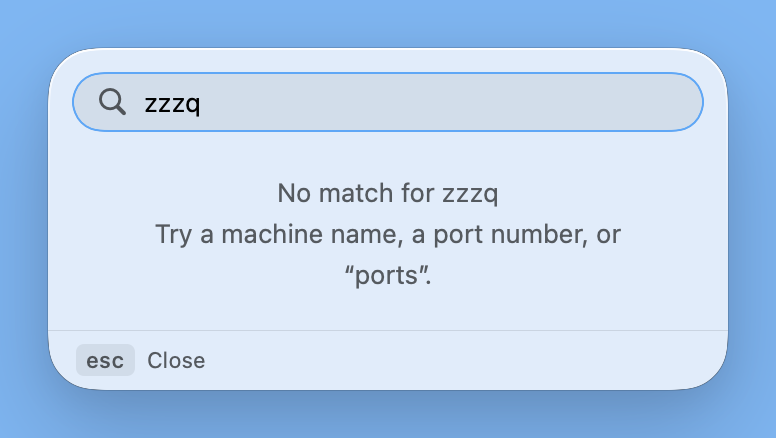 zzzq
No match for zzzq
Try a machine name, a port number, or
“ports”.
esc Close